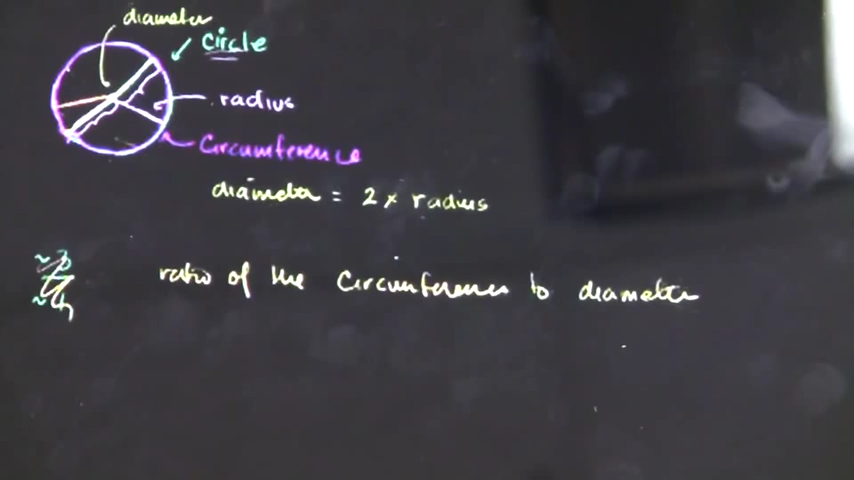 diameter
circle
radius
circumference
diameter = 2 x radius
ratio of the circumference to diameter